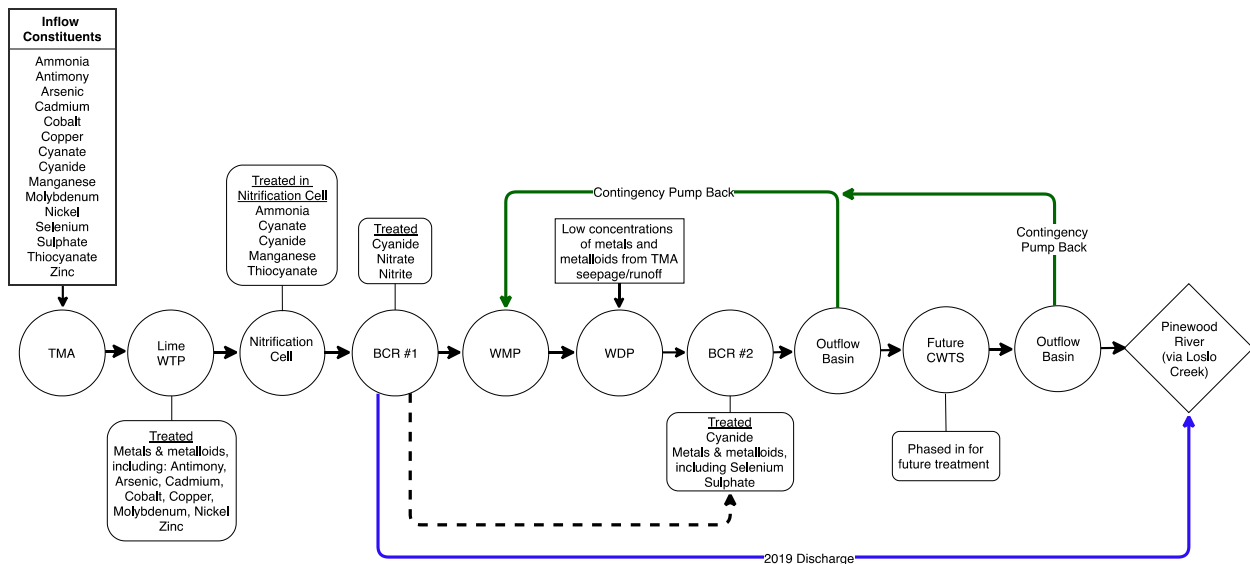 Inflow
Constituents
Ammonia
Antimony
Arsenic
Cadmium
Cobalt
Copper
Cyanate
Cyanide
Manganese
Molybdenum
Nickel
Selenium
Sulphate
Thiocyanate
Zinc
Treated in
Nitrification Cell
Ammonia
Cyanate
Cyanide
Manganese
Thiocyanate
Treated
Cyanide
Nitrate
Nitrite
Contingency Pump Back
Low concentrations
of metals and
metalloids from TMA
seepage/runoff
Contingency
Pump Back
TMA
Lime
WTP
Nitrification
Cell
BCR #1
WMP
WDP
BCR #2
Outflow
Basin
Future
CWTS
Outflow
Basin
Pinewood
River
(via Loslo
Creek)
Treated
Metals & metalloids,
including: Antimony,
Arsenic, Cadmium,
Cobalt, Copper,
Molybdenum, Nickel
Zinc
Treated
Cyanide
Metals & metalloids,
including Selenium
Sulphate
Phased in for
future treatment
2019 Discharge